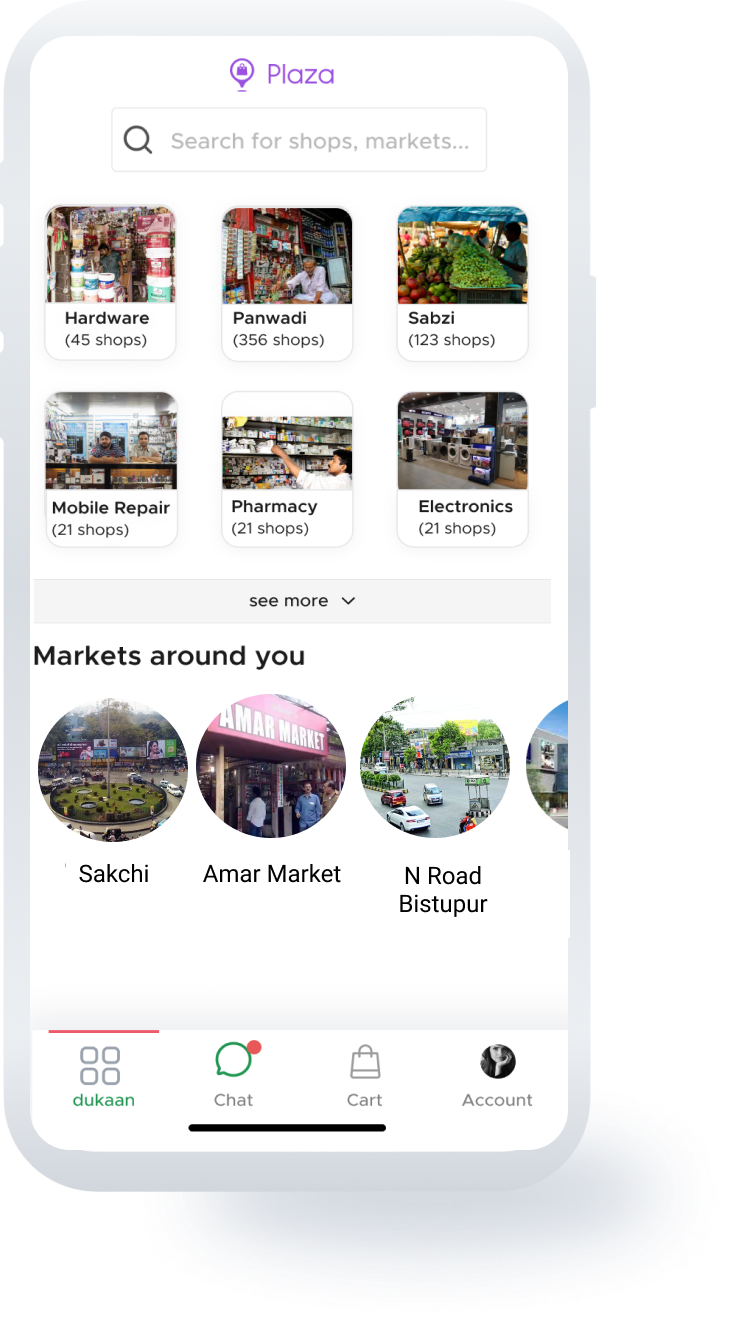 Plaza
Search for shops, markets...
Hardware
(45 shops)
Panwadi
(356 shops)
Sabzi
(123 shops)
Mobile Repair
(21 shops)
Pharmacy
(21 shops)
Electronics
(21 shops)
see more
Markets around you
AMAR MARKET
Sakchi
Amar Market
N Road
Bistupur
dukaan
Chat
Cart
Account